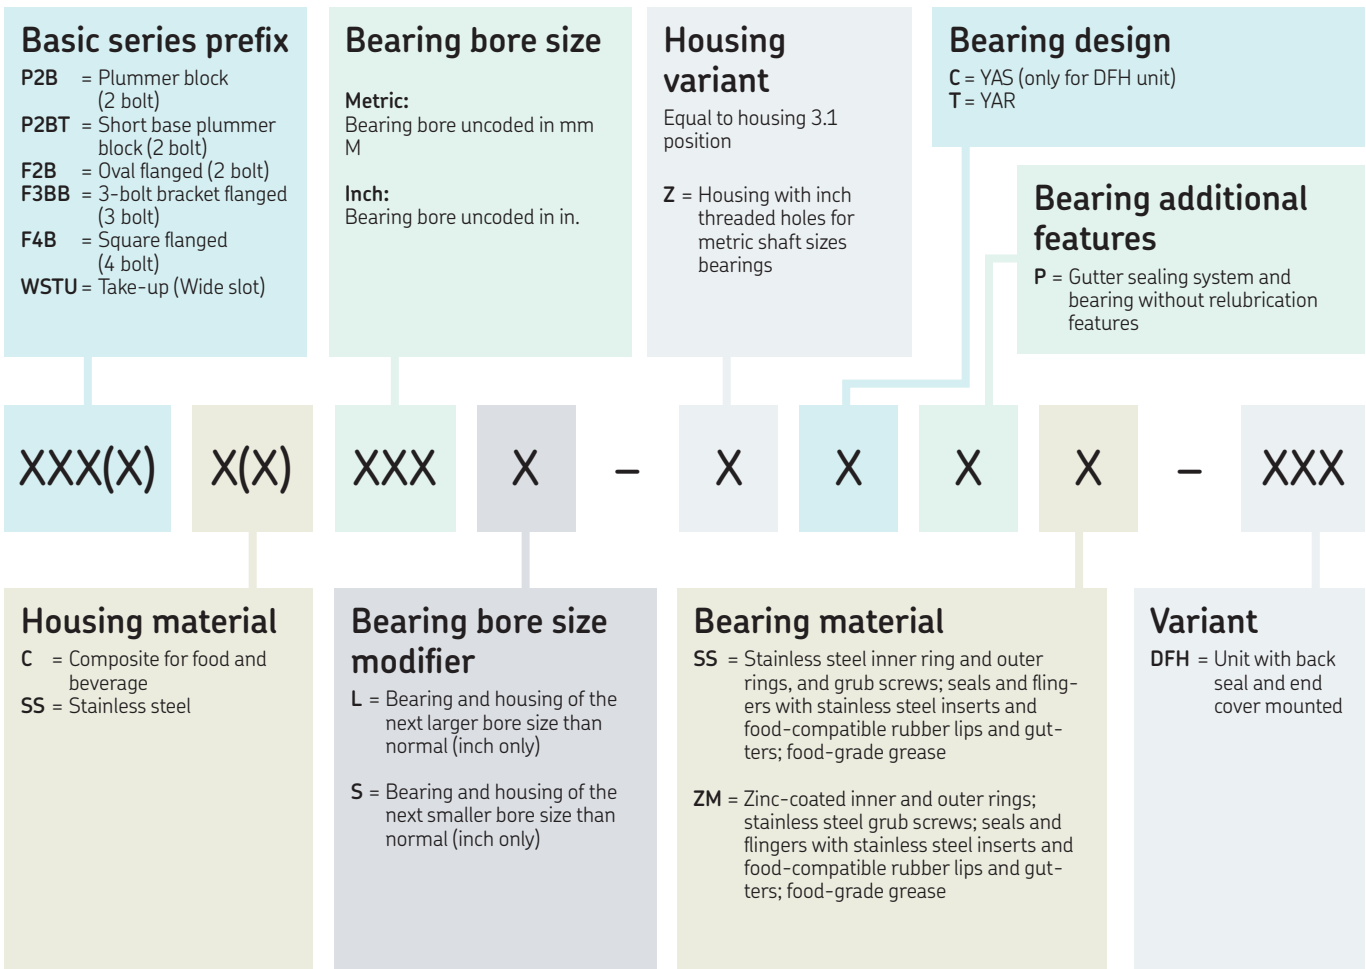 Basic series prefix
P2B = Plummer block
(2 bolt)
P2BT = Short base plummer
block (2 bolt)
F2B = Oval flanged (2 bolt)
F3BB = 3-bolt bracket flanged
(3 bolt)
F4B = Square flanged
(4 bolt)
WSTU = Take-up (Wide slot)
Bearing bore size
Metric:
Bearing bore uncoded in mm
M
Inch:
Bearing bore uncoded in in.
Housing
variant
Equal to housing 3.1
position
Z = Housing with inch
threaded holes for
metric shaft sizes
bearings
Bearing design
C = YAS (only for DFH unit)
T = YAR
Bearing additional
features
P = Gutter sealing system and
bearing without relubrication
features
XXX(X) X(X) XXX X – X X X X – XXX
Housing material
C = Composite for food and
beverage
SS = Stainless steel
Bearing bore size
modifier
L = Bearing and housing of the
next larger bore size than
normal (inch only)
S = Bearing and housing of the
next smaller bore size than
normal (inch only)
Bearing material
SS = Stainless steel inner ring and outer
rings, and grub screws; seals and fling-
ers with stainless steel inserts and
food-compatible rubber lips and gut-
ters; food-grade grease
ZM = Zinc-coated inner and outer rings;
stainless steel grub screws; seals and
flingers with stainless steel inserts and
food-compatible rubber lips and gut-
ters; food-grade grease
Variant
DFH = Unit with back
seal and end
cover mounted